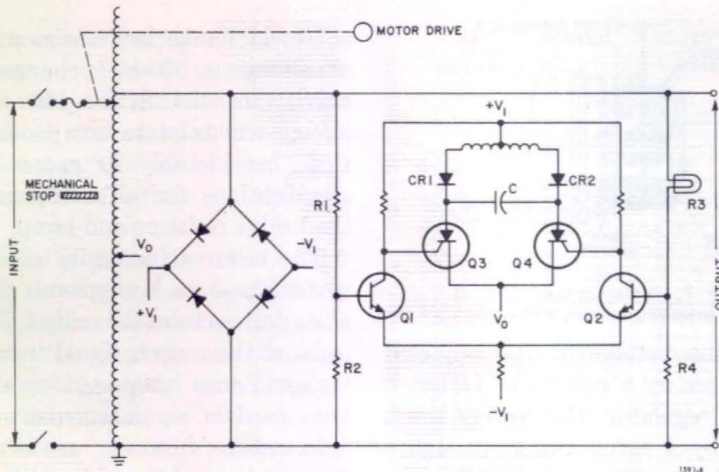 MOTOR DRIVE
+V₁
CR1
C
CR2
R1
R3
INPUT
MECHANICAL
STOP
V₀
-V₁
+V₁
Q3
Q4
OUTPUT
Q1
V₀
Q2
R2
R4
-V₁